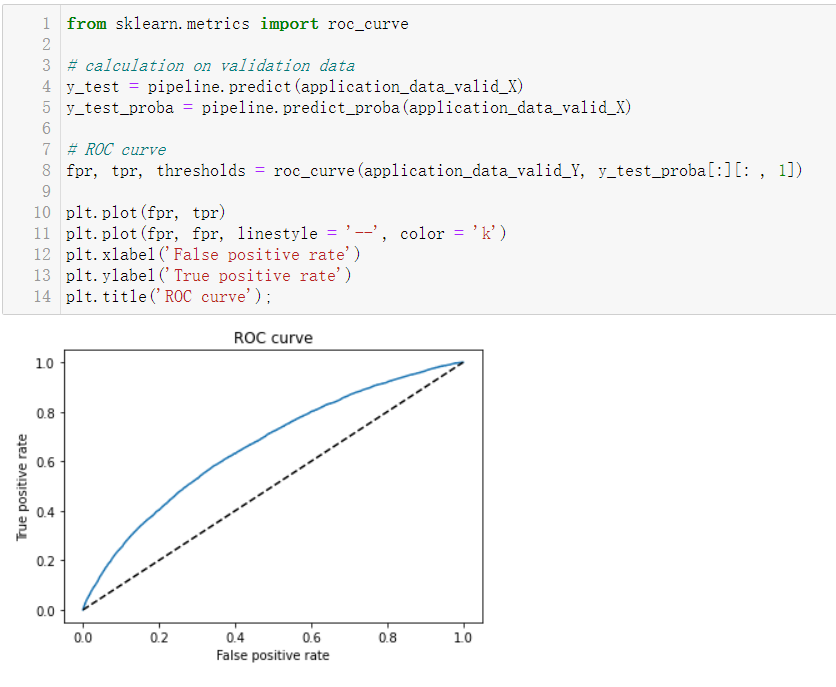 1 from sklearn.metrics import roc_curve
2
3 # calculation on validation data
4 y_test = pipeline.predict(application_data_valid_X)
5 y_test_proba = pipeline.predict_proba(application_data_valid_X)
6
7 # ROC curve
8 fpr, tpr, thresholds = roc_curve(application_data_valid_Y, y_test_proba[:][: , 1])
9
10 plt.plot(fpr, tpr)
11 plt.plot(fpr, fpr, linestyle = '--', color = 'k')
12 plt.xlabel('False positive rate')
13 plt.ylabel('True positive rate')
14 plt.title('ROC curve');
ROC curve
1.0
0.8
0.6
0.4
0.2
0.0
True positive rate
0.0 0.2 0.4 0.6 0.8 1.0
False positive rate